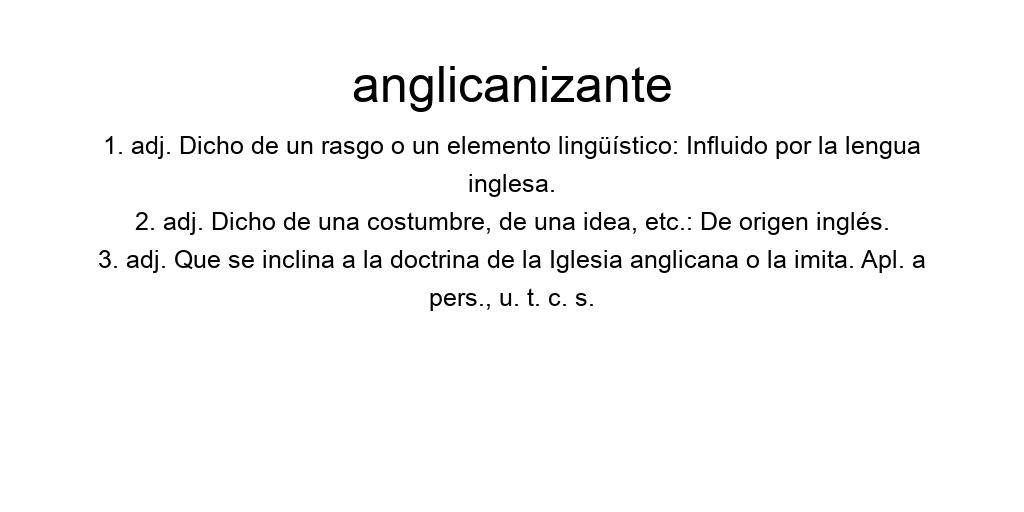 anglicanizante
1. adj. Dicho de un rasgo o un elemento lingüístico: Influido por la lengua
inglesa.
2. adj. Dicho de una costumbre, de una idea, etc.: De origen inglés.
3. adj. Que se inclina a la doctrina de la Iglesia anglicana o la imita. Apl. a
pers., u. t. c. s.